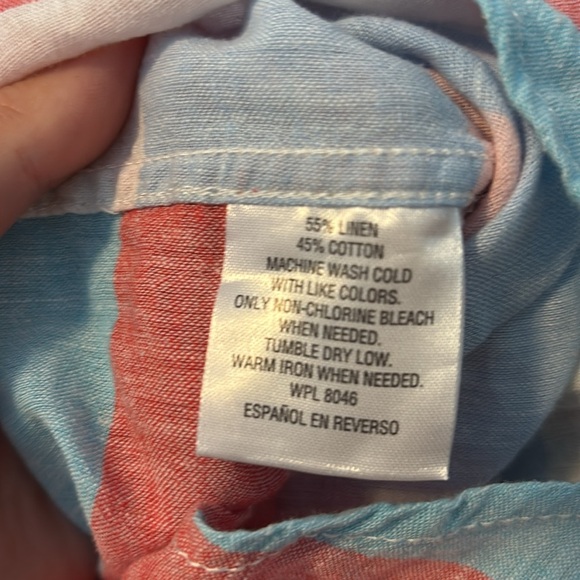 55% LINEN
45% COTTON
MACHINE WASH COLD
WITH LIKE COLORS.
ONLY NON-CHLORINE BLEACH
WHEN NEEDED.
TUMBLE DRY LOW.
WARM IRON WHEN NEEDED.
WPL 8046
ESPAÑOL EN REVERSO